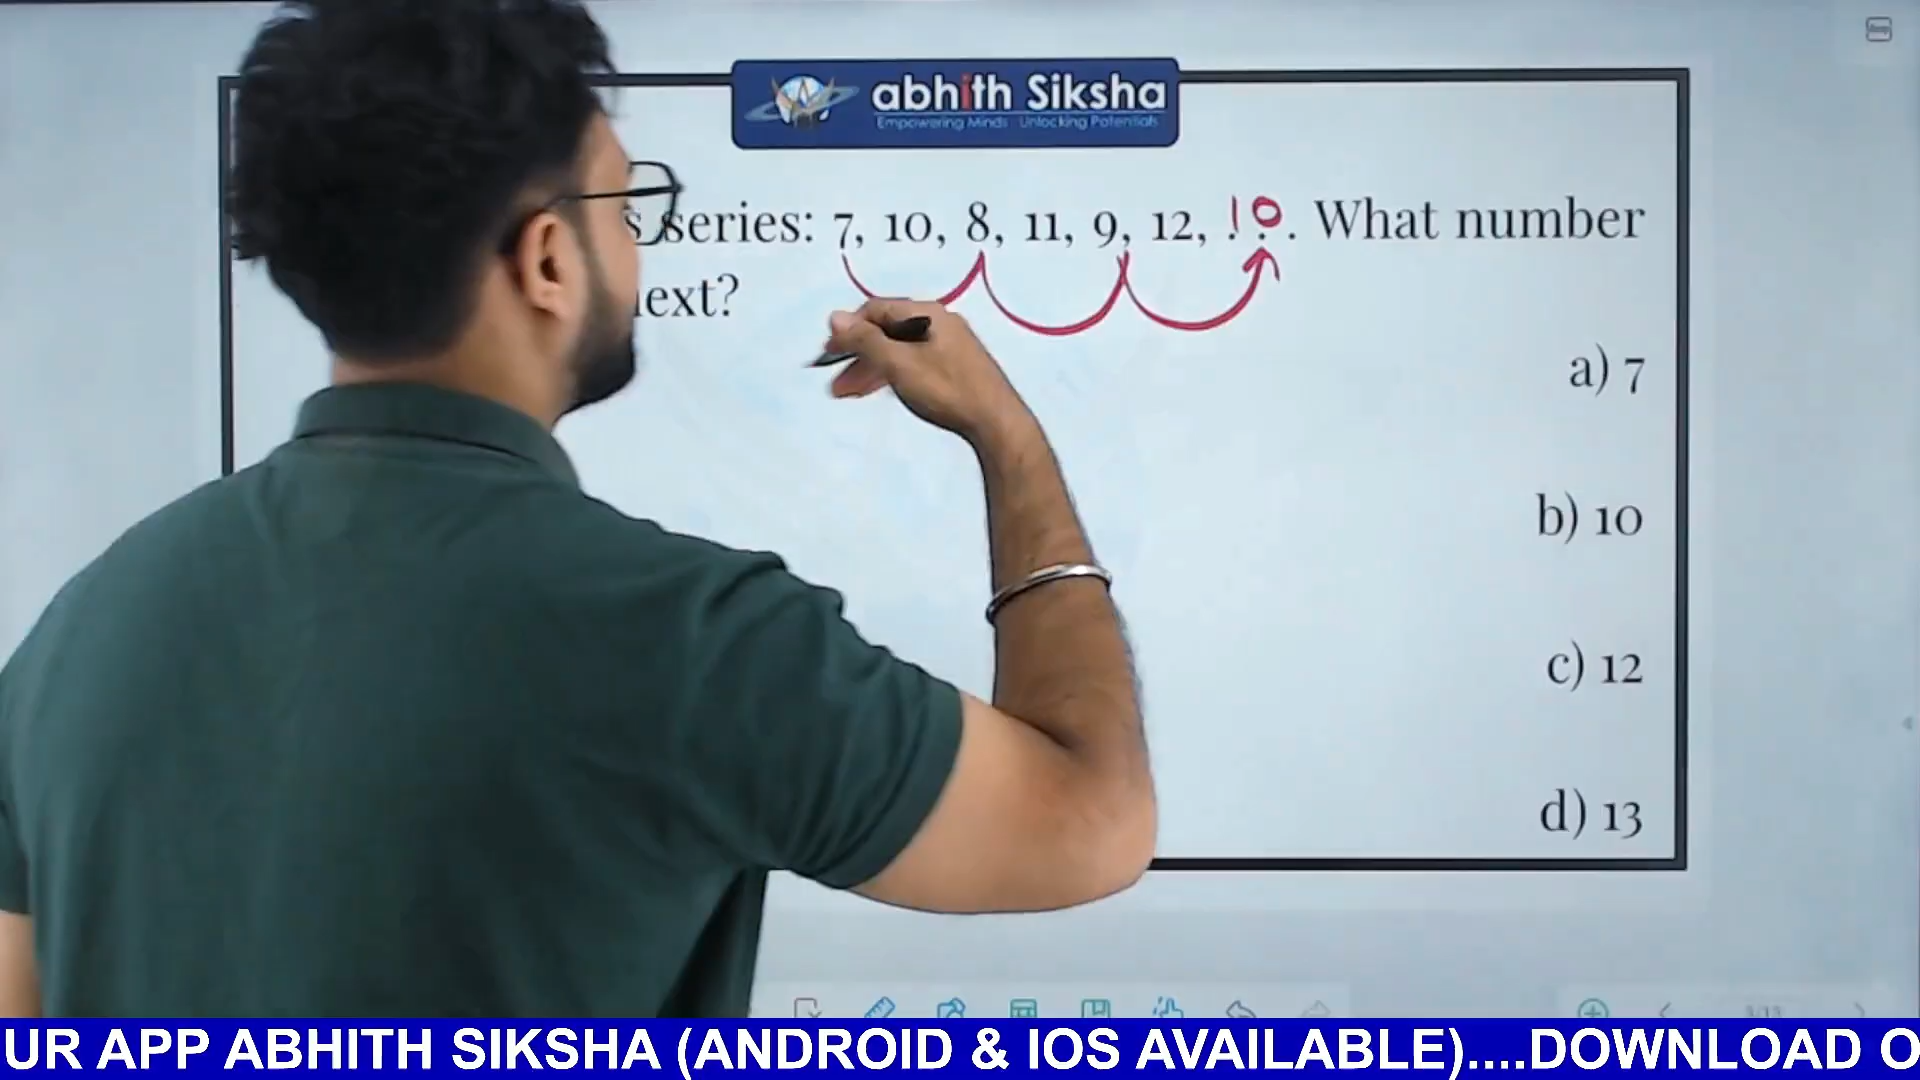 abhith Siksha
Empowering Minds Unlocking Potentials
series: 7, 10, 8, 11, 9, 12, 10. What number
next?
a) 7
b) 10
c) 12
d) 13
UR APP ABHITH SIKSHA (ANDROID & IOS AVAILABLE)....DOWNLOAD O